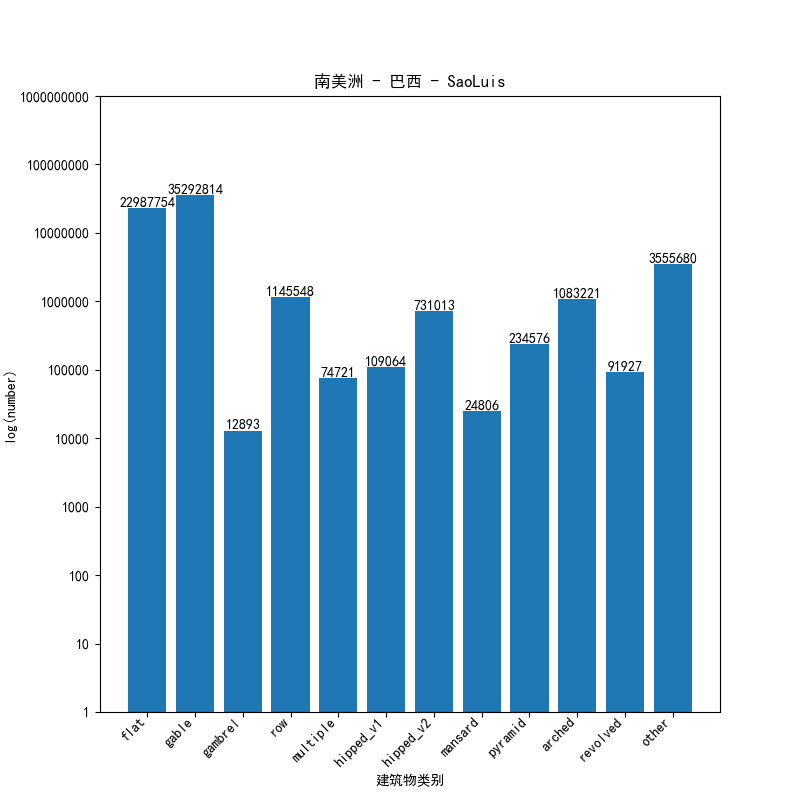 南美洲 - 巴西 - SaoLuis
1000000000
100000000
10000000
1000000
100000
10000
1000
100
10
1
log(number)
22987754
35292814
12893
1145548
74721
109064
731013
24806
234576
1083221
91927
3555680
flat
gable
gambrel
row
multiple
hipped_v1
hipped_v2
mansard
pyramid
arched
revolved
other
建筑物类别